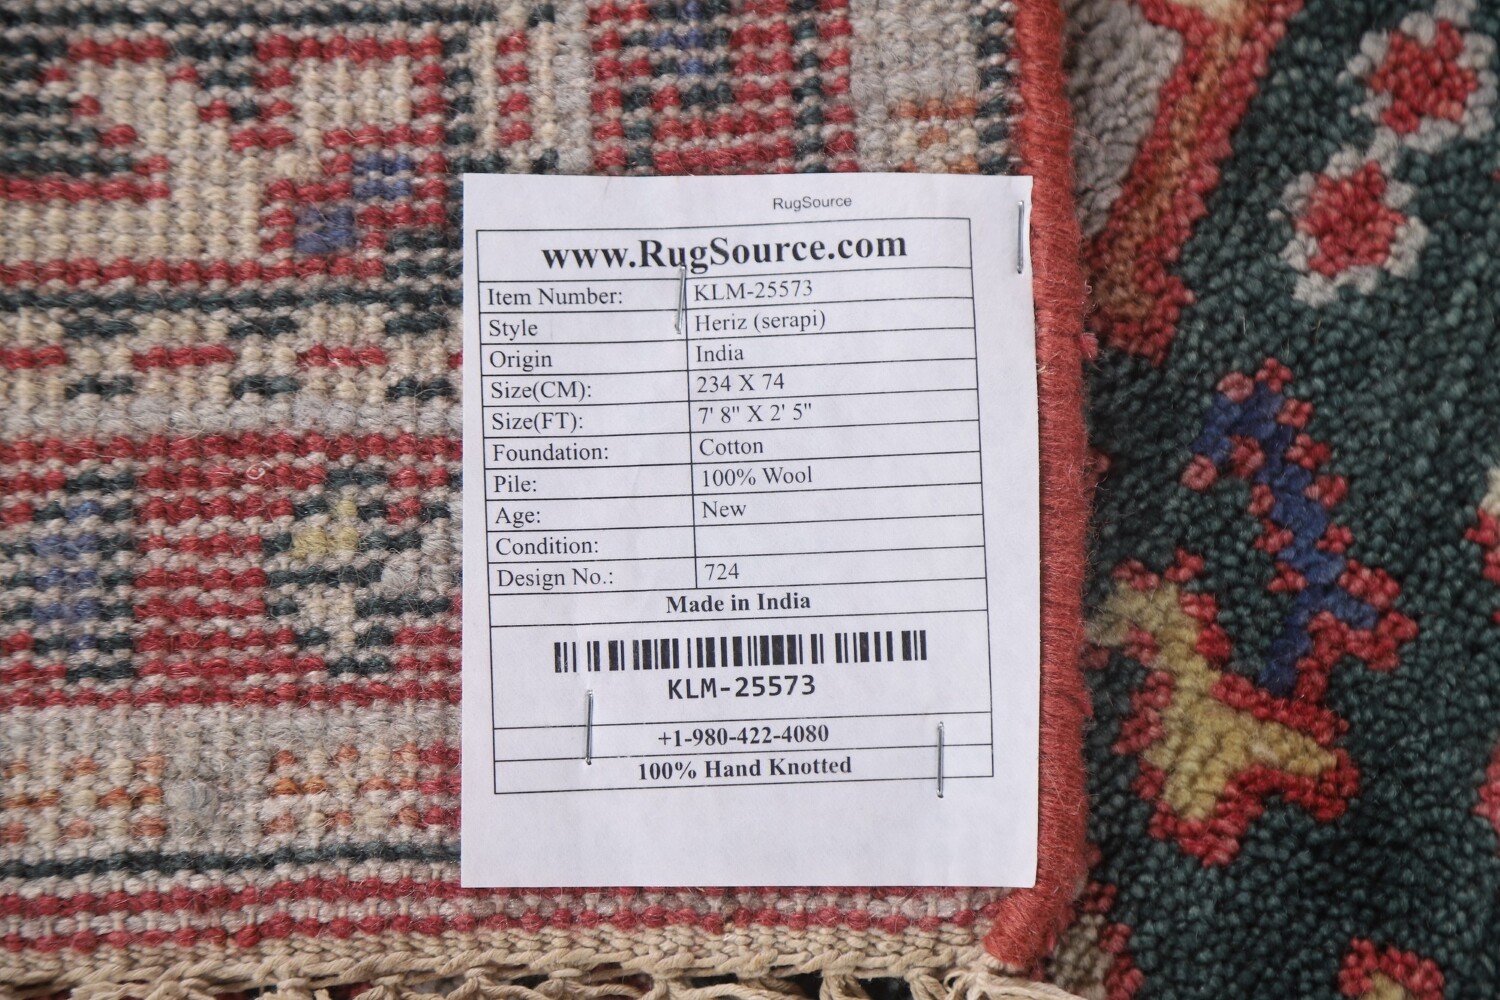 RugSource
www.RugSource.com
Item Number: KLM-25573
Style Heriz (serapi)
Origin India
Size(CM): 234 X 74
Size(FT): 7' 8" X 2' 5"
Foundation: Cotton
Pile: 100% Wool
Age: New
Condition:
Design No.: 724
Made in India
KLM-25573
+1-980-422-4080
100% Hand Knotted